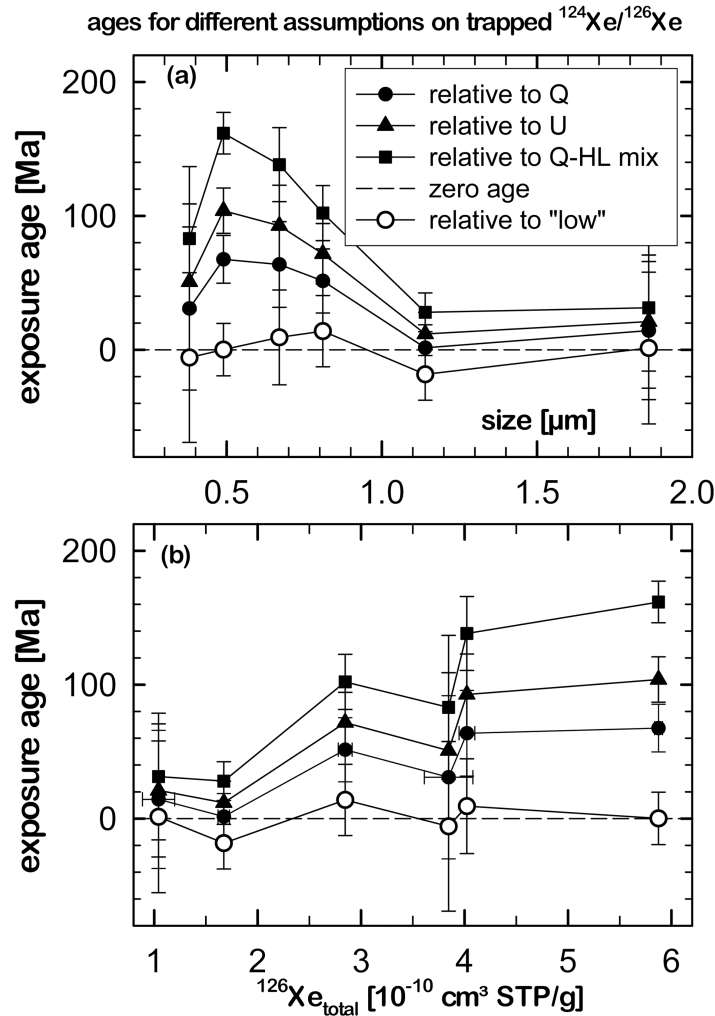 ages for different assumptions on trapped ¹²⁴Xe/¹²⁶Xe
(a)
relative to Q
relative to U
relative to Q-HL mix
zero age
relative to "low"
200
100
0
exposure age [Ma]
size [µm]
0.5 1.0 1.5 2.0
(b)
200
100
0
exposure age [Ma]
1 2 3 4 5 6
¹²⁶Xe_total [10⁻¹⁰ cm³ STP/g]